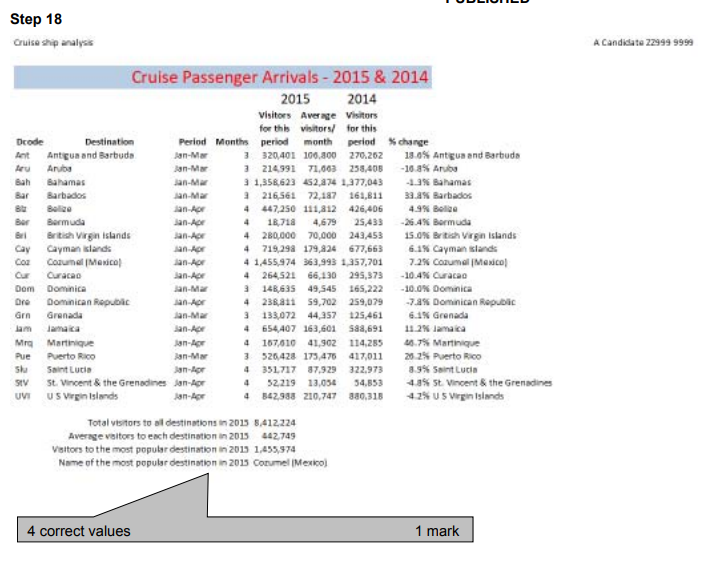 Step 18
Cruise ship analysis A Candidate ZZ999 9999
Cruise Passenger Arrivals - 2015 & 2014
2015 2014
Visitors Average Visitors
for this visitors/ for this
Dcode Destination Period Months period month period % change
Ant Antigua and Barbuda Jan-Mar 3 320,401 106,800 270,262 18.6% Antigua and Barbuda
Aru Aruba Jan-Mar 3 214,991 71,663 258,408 -16.8% Aruba
Bah Bahamas Jan-Mar 3 1,358,623 452,874 1,377,043 -1.3% Bahamas
Bar Barbados Jan-Mar 3 216,561 72,187 161,811 33.8% Barbados
Blz Belize Jan-Apr 4 447,250 111,812 426,406 4.9% Belize
Ber Bermuda Jan-Apr 4 18,718 4,679 25,433 -26.4% Bermuda
Bri British Virgin Islands Jan-Apr 4 280,000 70,000 243,453 15.0% British Virgin Islands
Cay Cayman Islands Jan-Apr 4 719,298 179,824 677,663 6.1% Cayman Islands
Coz Cozumel (Mexico) Jan-Apr 4 1,455,974 363,993 1,357,701 7.2% Cozumel (Mexico)
Cur Curacao Jan-Apr 4 264,521 66,130 295,373 -10.4% Curacao
Dom Dominica Jan-Mar 3 148,635 49,545 165,222 -10.0% Dominica
Dre Dominican Republic Jan-Apr 4 238,811 59,702 259,079 -7.8% Dominican Republic
Grn Grenada Jan-Mar 3 133,072 44,357 125,461 6.1% Grenada
Jam Jamaica Jan-Apr 4 654,407 163,601 588,691 11.2% Jamaica
Mrq Martinique Jan-Apr 4 167,610 41,902 114,285 46.7% Martinique
Pue Puerto Rico Jan-Mar 3 526,428 175,476 417,011 26.2% Puerto Rico
Slu Saint Lucia Jan-Apr 4 351,717 87,929 322,973 8.9% Saint Lucia
StV St. Vincent & the Grenadines Jan-Apr 4 52,219 13,054 54,853 -4.8% St. Vincent & the Grenadines
UVI U S Virgin Islands Jan-Apr 4 842,988 210,747 880,318 -4.2% U S Virgin Islands
Total visitors to all destinations in 2015 8,412,224
Average visitors to each destination in 2015 442,749
Visitors to the most popular destination in 2015 1,455,974
Name of the most popular destination in 2015 Cozumel (Mexico)
4 correct values 1 mark